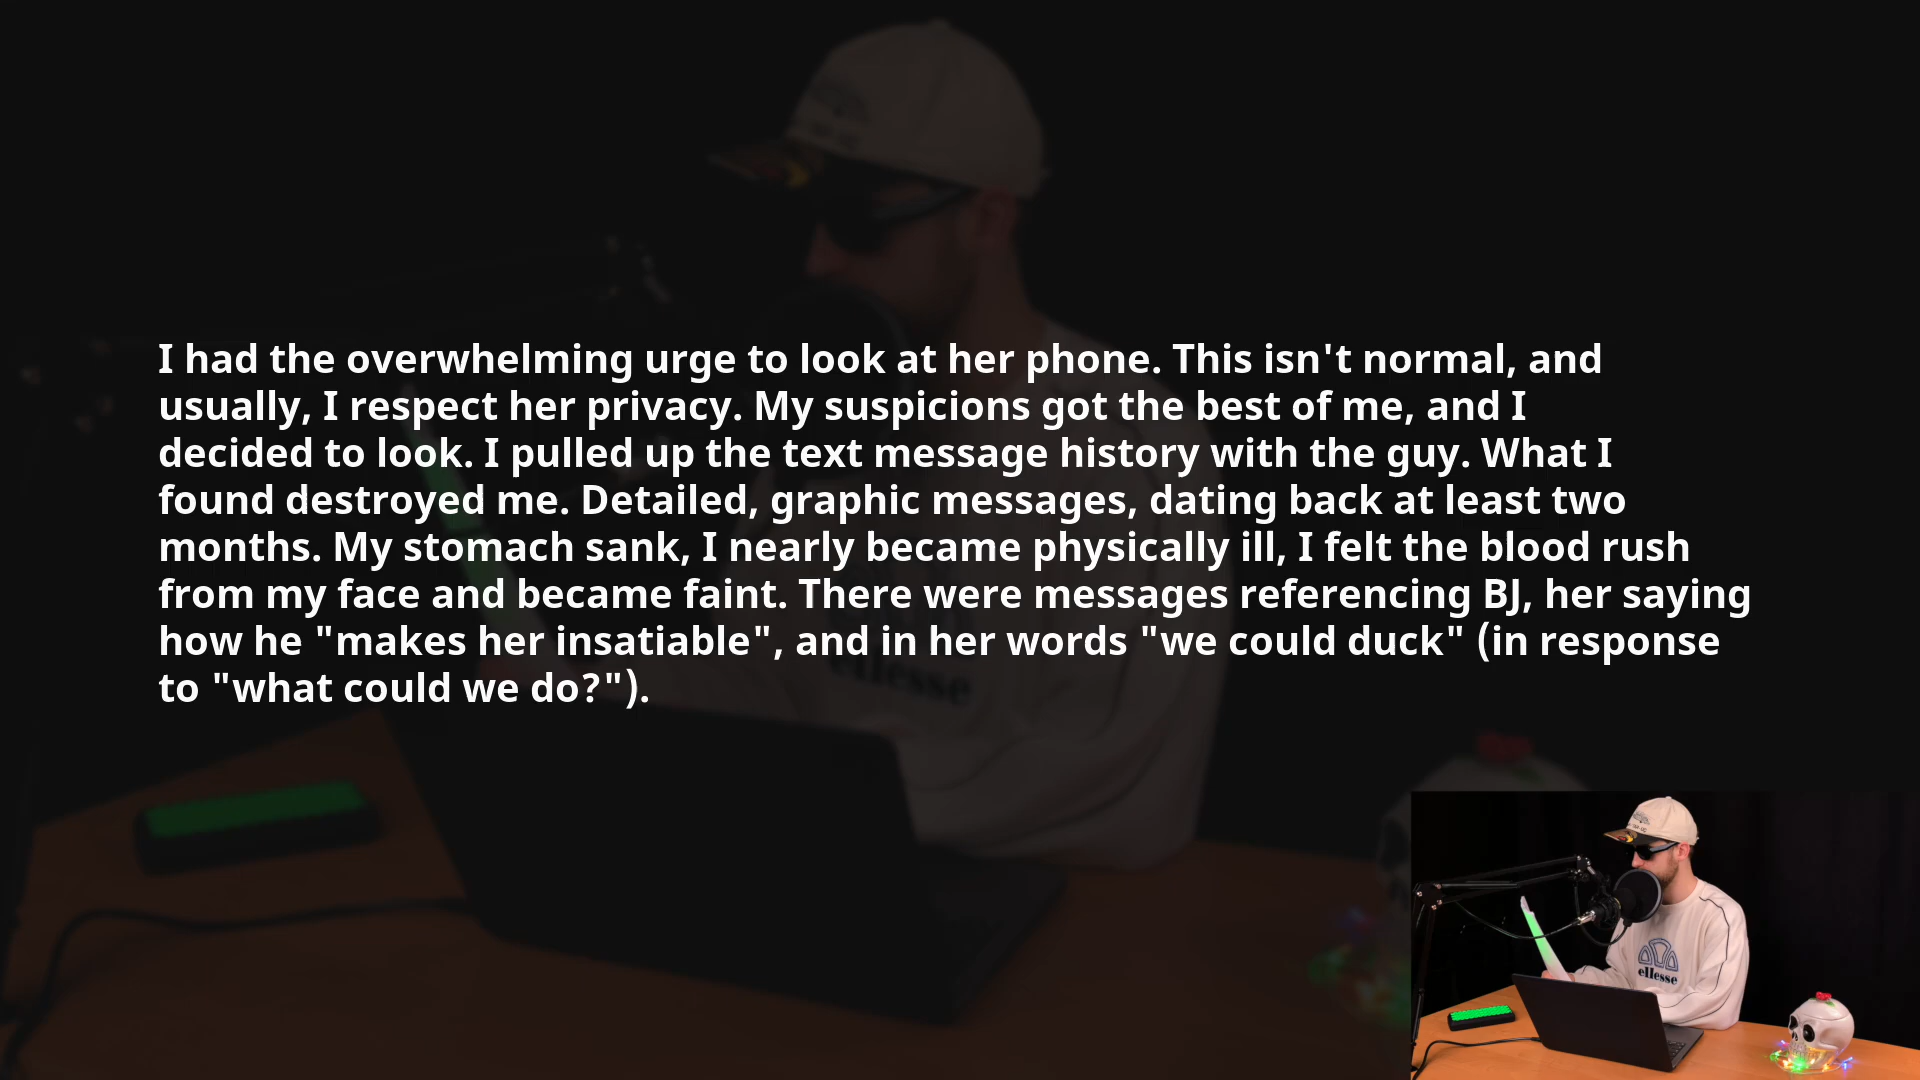 I had the overwhelming urge to look at her phone. This isn't normal, and
usually, I respect her privacy. My suspicions got the best of me, and I
decided to look. I pulled up the text message history with the guy. What I
found destroyed me. Detailed, graphic messages, dating back at least two
months. My stomach sank, I nearly became physically ill, I felt the blood rush
from my face and became faint. There were messages referencing BJ, her saying
how he "makes her insatiable", and in her words "we could duck" (in response
to "what could we do?").
ellesse
ellesse